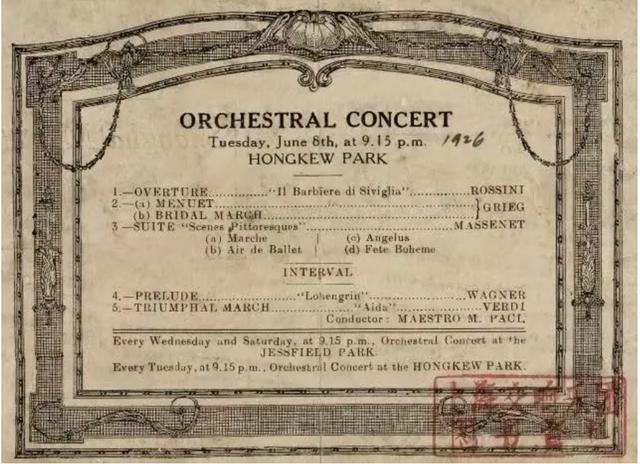 ORCHESTRAL CONCERT
Tuesday, June 8th, at 9.15 p.m. 1926
HONGKEW PARK
1.—OVERTURE..............“Il Barbiere di Siviglia”..............ROSSINI
2.—(a) MENUET
(b) BRIDAL MARCH
} GRIEG
3 —SUITE “Scenes Pittoresques”..............MASSENET
(a) Marche | (c) Angelus
(b) Air de Ballet | (d) Fete Boheme
INTERVAL
4.—PRELUDE..............“Lohengrin”..............WAGNER
5.—TRIUMPHAL MARCH..............“Aida”..............VERDI
Conductor: MAESTRO M. PACI.
Every Wednesday and Saturday, at 9.15 p.m., Orchestral Concert at the
JESSFIELD PARK.
Every Tuesday, at 9.15 p.m., Orchestral Concert at the HONGKEW PARK.